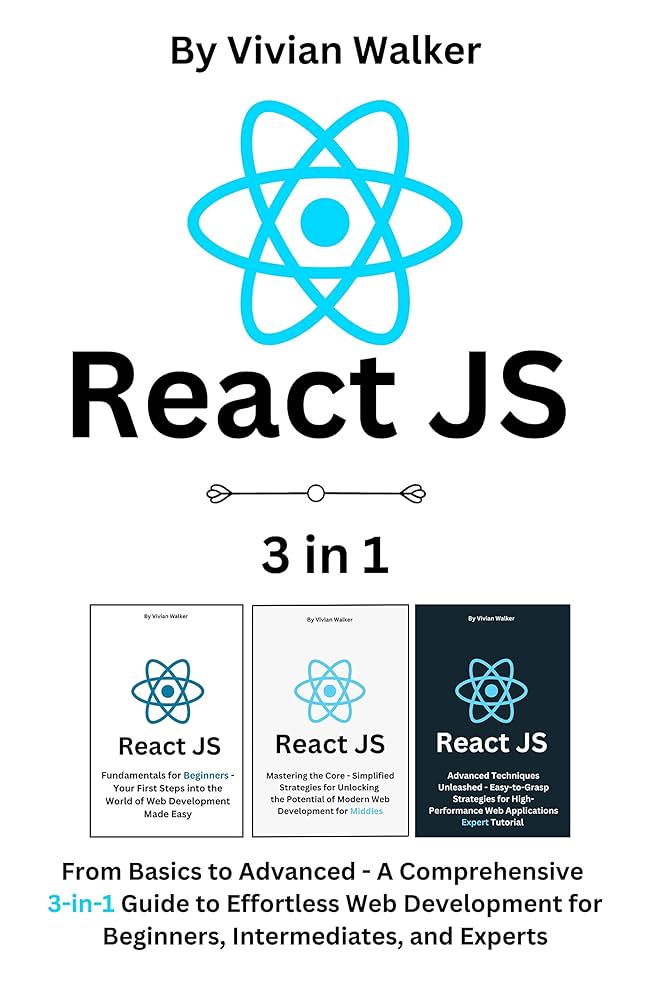 By Vivian Walker
React JS
3 in 1
By Vivian Walker
React JS
Fundamentals for Beginners -
Your First Steps into the
World of Web Development
Made Easy
By Vivian Walker
React JS
Mastering the Core - Simplified
Strategies for Unlocking
the Potential of Modern Web
Development for Middies
By Vivian Walker
React JS
Advanced Techniques
Unleashed - Easy-to-Grasp
Strategies for High-
Performance Web Applications
Expert Tutorial
From Basics to Advanced - A Comprehensive
3-in-1 Guide to Effortless Web Development for
Beginners, Intermediates, and Experts